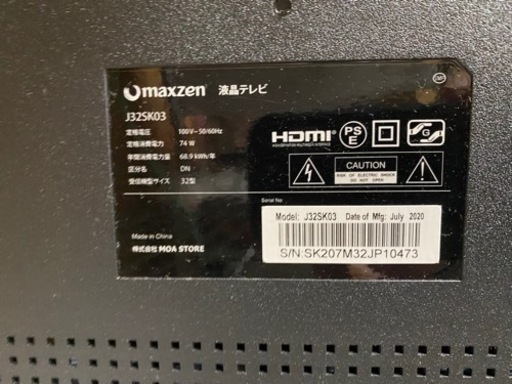 maxzen 液晶テレビ
J32SK03
定格電圧 100V~50/60Hz
定格消費電力 74 W
年間消費電力量 68.9 kWh/年
区分名 DN
受信機型サイズ 32型
Made in China
株式会社 MOA STORE
HDMI
PS
E
CAUTION
RISK OF ELECTRIC SHOCK
DO NOT OPEN
Serial No:
Model: J32SK03 Date of Mfg: July 2020
S/N:SK207M32JP10473